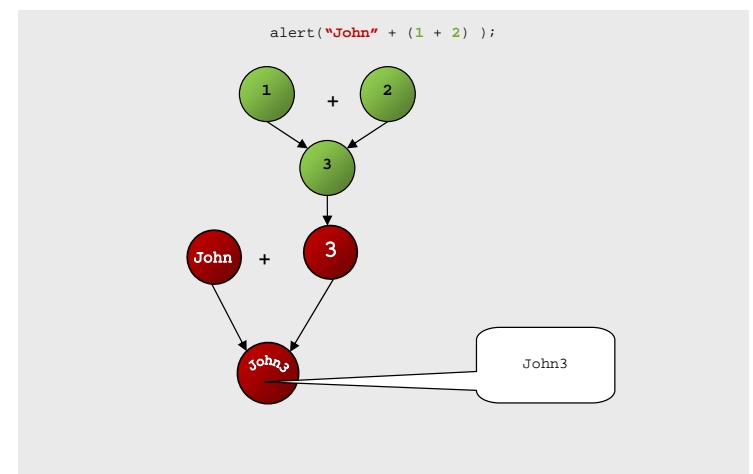 alert(“John” + (1 + 2) );
1 + 2
3
John + 3
John3
John3